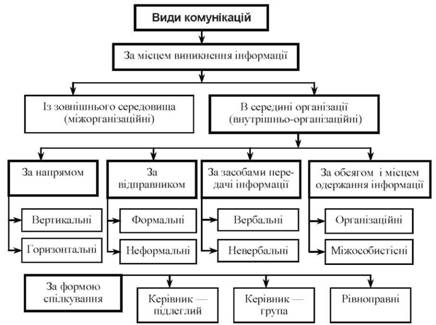 Види комунікацій
За місцем виникнення інформації
Із зовнішнього середовища
(міжорганізаційні)
В середині організації
(внутрішньо-організаційні)
За напрямом
За
відправником
За засобами пере-
дачі інформації
За обсягом і місцем
одержання інформації
Вертикальні
Формальні
Вербальні
Організаційні
Горизонтальні
Неформальні
Невербальні
Міжособистісні
За формою
спілкування
Керівник —
підлеглий
Керівник —
група
Рівноправні